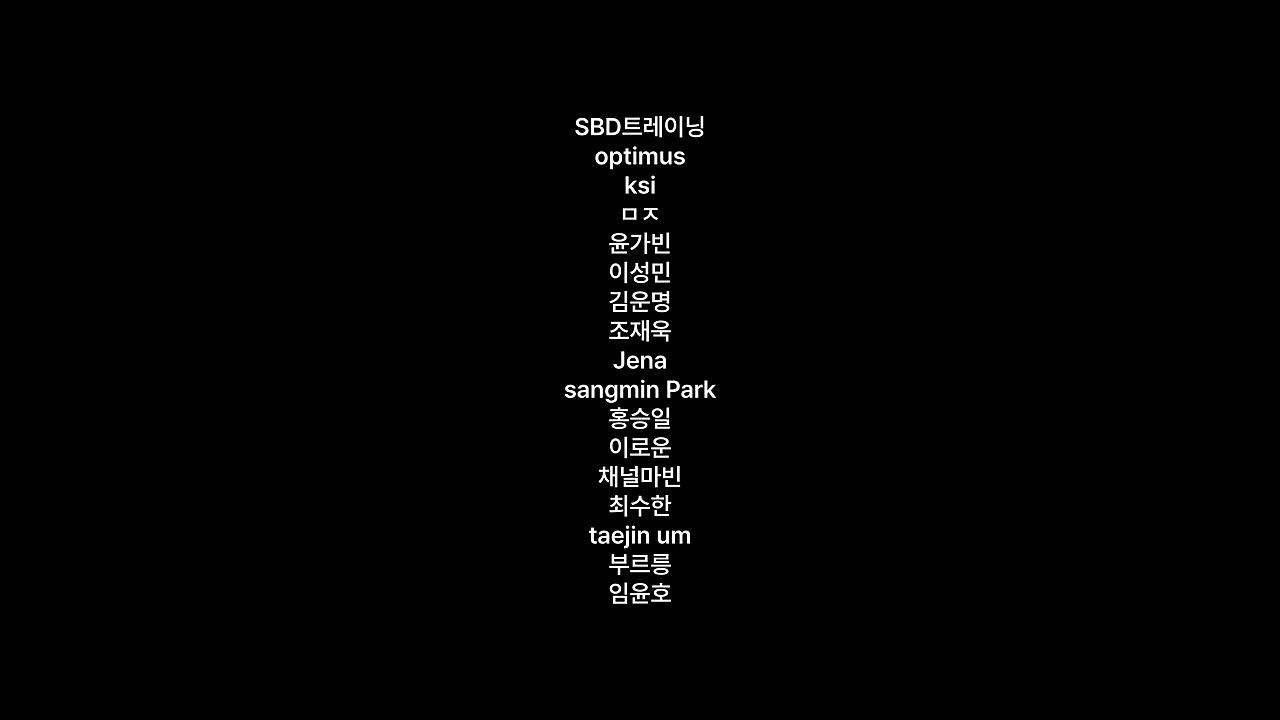 SBD트레이닝
optimus
ksi
ㅁㅈ
윤가빈
이성민
김운명
조재욱
Jena
sangmin Park
홍승일
이로운
채널마빈
최수한
taejin um
부르릉
임윤호